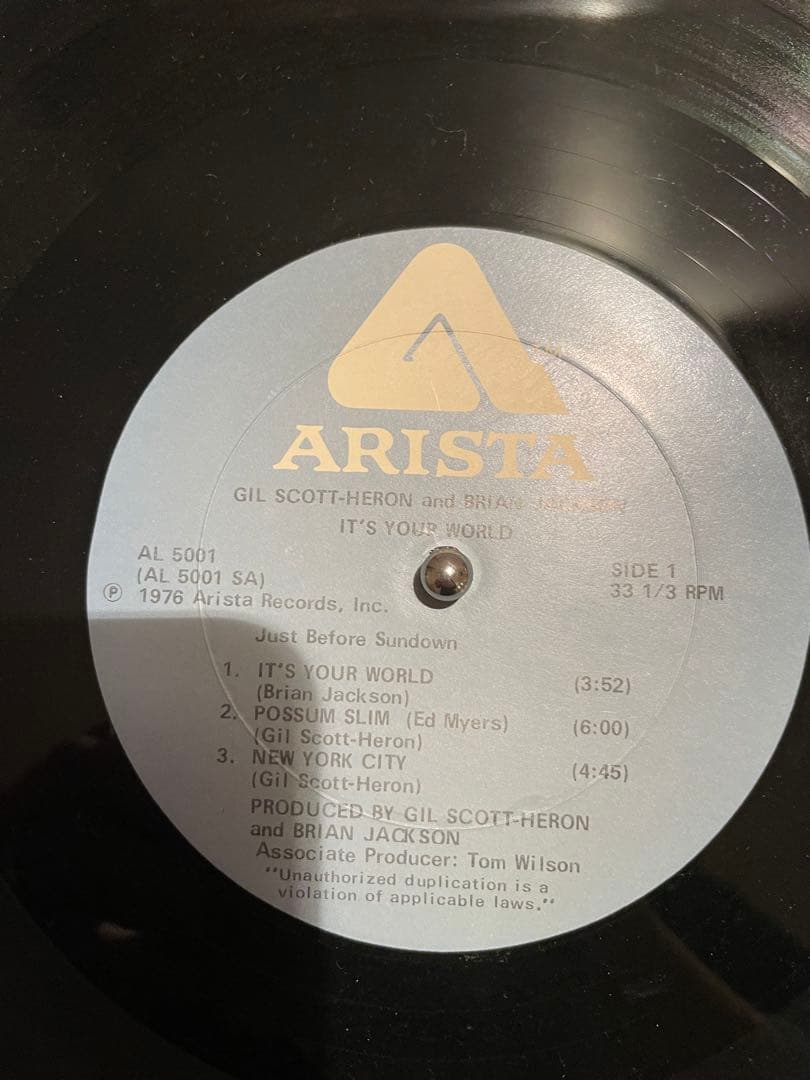 TM
ARISTA
GIL SCOTT-HERON and BRIAN JACKSON
IT'S YOUR WORLD
AL 5001
(AL 5001 SA)
Ⓟ 1976 Arista Records, Inc.
SIDE 1
33 1/3 RPM
Just Before Sundown
1. IT'S YOUR WORLD (3:52)
(Brian Jackson)
2. POSSUM SLIM (Ed Myers) (6:00)
(Gil Scott-Heron)
3. NEW YORK CITY (4:45)
(Gil Scott-Heron)
PRODUCED BY GIL SCOTT-HERON
and BRIAN JACKSON
Associate Producer: Tom Wilson
"Unauthorized duplication is a
violation of applicable laws."